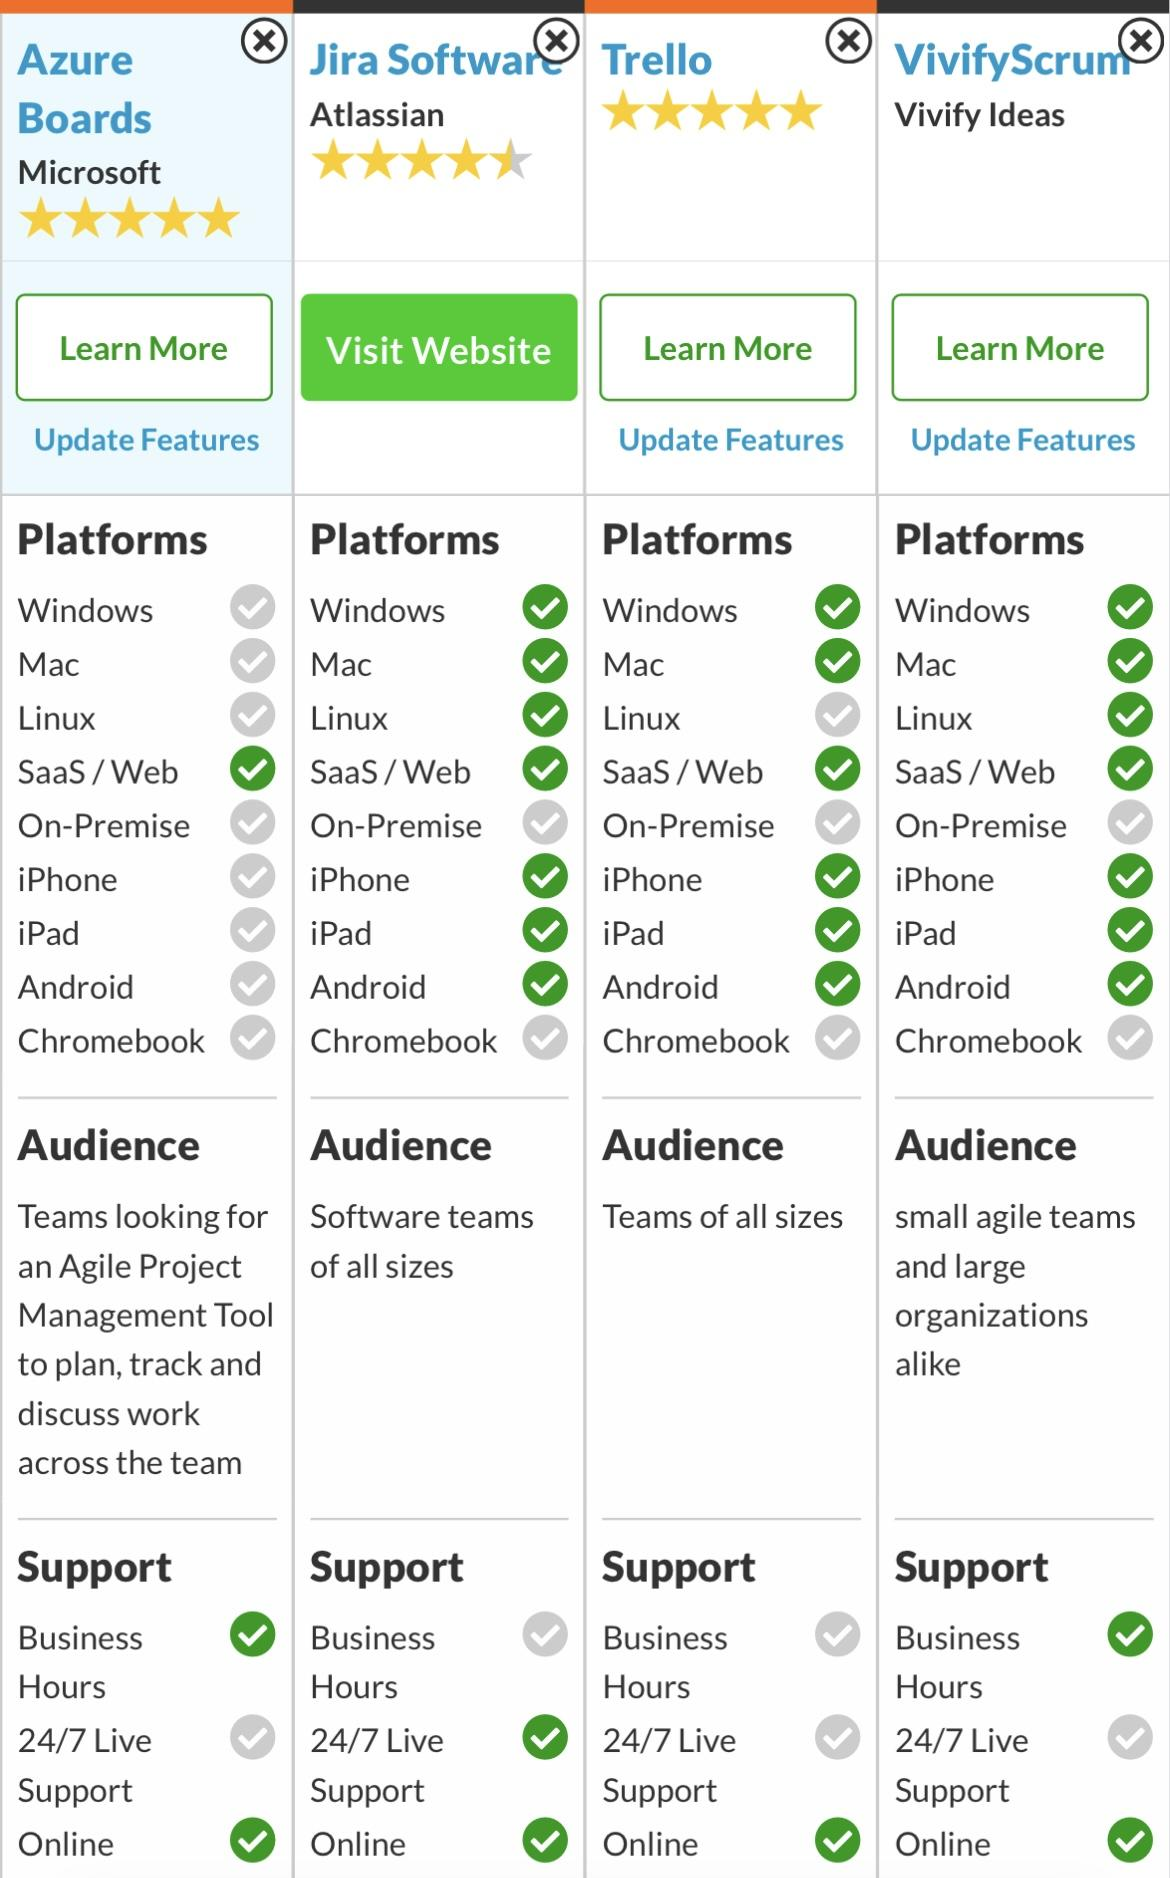 Azure
Boards
Microsoft
Learn More
Update Features
Platforms
Windows
Mac
Linux
SaaS / Web
On-Premise
iPhone
iPad
Android
Chromebook
Audience
Teams looking for
an Agile Project
Management Tool
to plan, track and
discuss work
across the team
Support
Business
Hours
24/7 Live
Support
Online
Jira Software
Atlassian
Visit Website
Platforms
Windows
Mac
Linux
SaaS / Web
On-Premise
iPhone
iPad
Android
Chromebook
Audience
Software teams
of all sizes
Support
Business
Hours
24/7 Live
Support
Online
Trello
Learn More
Update Features
Platforms
Windows
Mac
Linux
SaaS / Web
On-Premise
iPhone
iPad
Android
Chromebook
Audience
Teams of all sizes
Support
Business
Hours
24/7 Live
Support
Online
VivifyScrum
Vivify Ideas
Learn More
Update Features
Platforms
Windows
Mac
Linux
SaaS / Web
On-Premise
iPhone
iPad
Android
Chromebook
Audience
small agile teams
and large
organizations
alike
Support
Business
Hours
24/7 Live
Support
Online